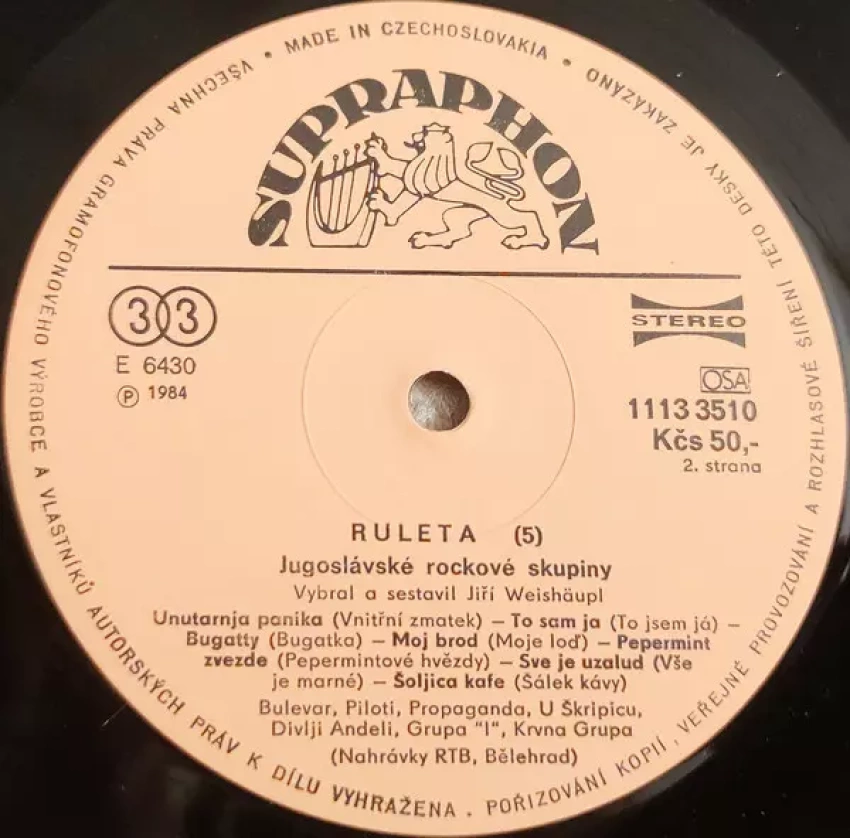 MADE IN CZECHOSLOVAKIA • ONAKÁZÁNO
SUPRAPHON
33
E 6430
Ⓟ 1984
STEREO
OSA
1113 3510
Kčs 50,-
2. strana
RULETA (5)
Jugoslávské rockové skupiny
Vybral a sestavil Jiří Weishäupl
Unutarnja panika (Vnitřní zmatek) – To sam ja (To jsem já) –
Bugatty (Bugatka) – Moj brod (Moje loď) – Pepermint
zvezde (Pepermintové hvězdy) – Sve je uzalud (Vše
je marné) – Šoljica kafe (Šálek kávy)
Bulevar, Piloti, Propaganda, U Škripicu,
Divlji Andeli, Grupa "I", Krvna Grupa
(Nahrávky RTB, Bělehrad)
VŠECHNA PRÁVA GRAMOFONOVÉHO VÝROBCE A VLASTNÍKŮ AUTORSKÝCH PRÁV K DÍLU VYHRAŽENA . POŘIZOVÁNÍ KOPIÍ, VEŘEJNÉ PROVOZOVÁNÍ A ROZHLASOVÉ ŠÍŘENÍ TÉTO DESKY JE ZAKÁZÁNO